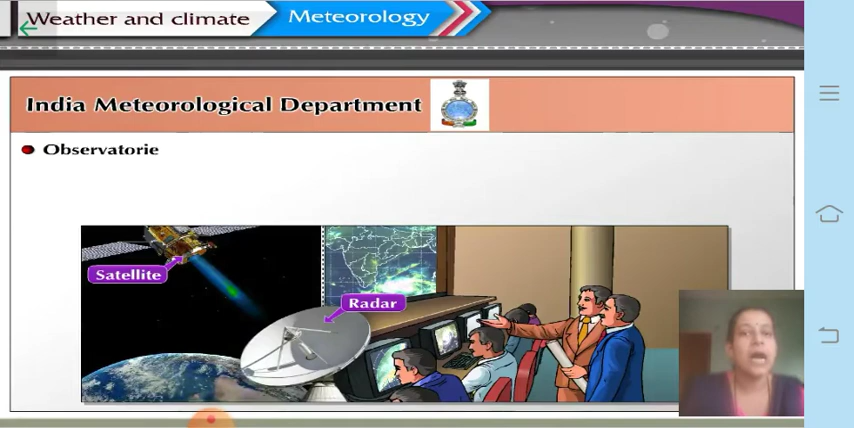 Weather and climate
Meteorology
India Meteorological Department
Observatorie
Satellite
Radar